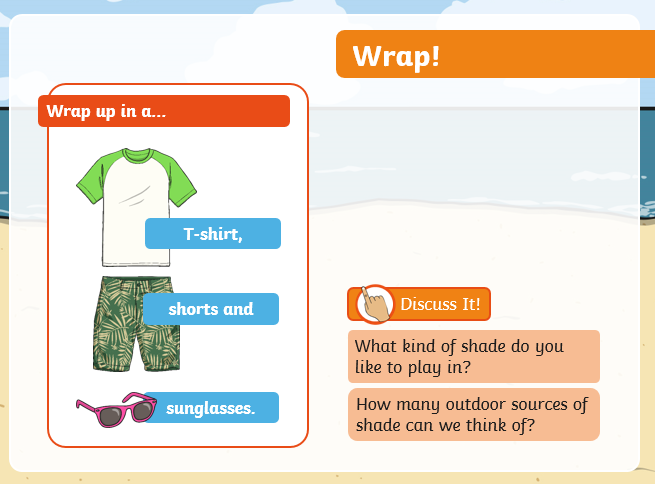 Wrap!
Wrap up in a...
T-shirt,
shorts and
sunglasses.
Discuss It!
What kind of shade do you
like to play in?
How many outdoor sources of
shade can we think of?